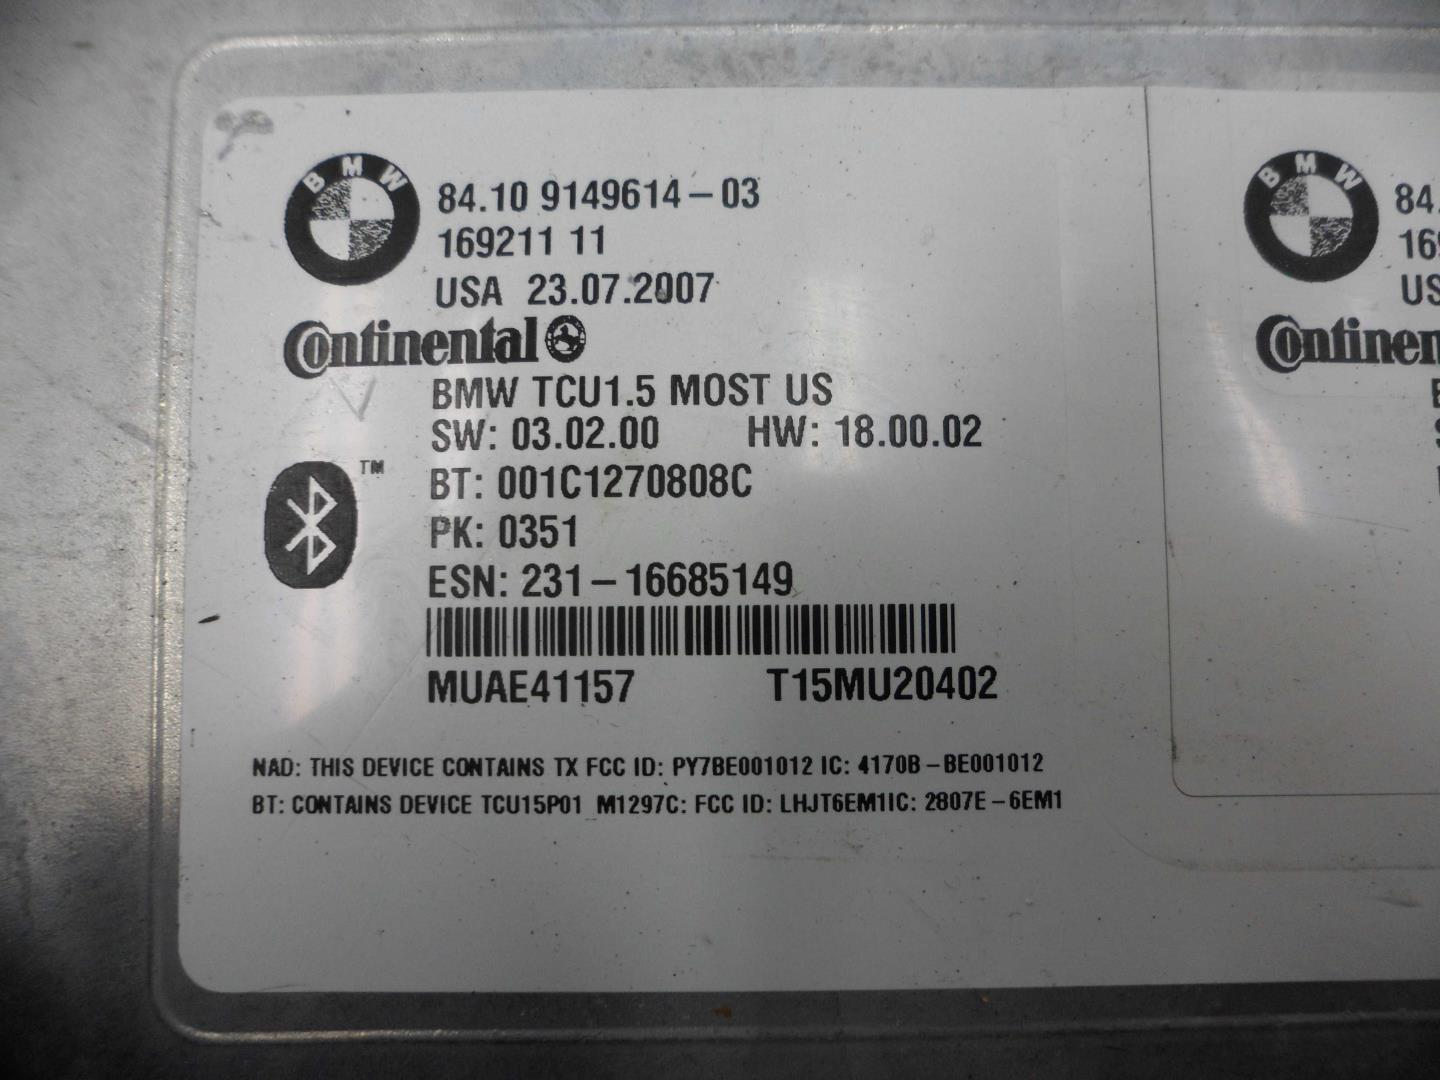 BMW
84.10 9149614-03
169211 11
USA 23.07.2007
Continental
BMW TCU1.5 MOST US
SW: 03.02.00 HW: 18.00.02
TM
BT: 001C1270808C
PK: 0351
ESN: 231-16685149
MUAE41157 T15MU20402
NAD: THIS DEVICE CONTAINS TX FCC ID: PY7BE001012 IC: 4170B-BE001012
BT: CONTAINS DEVICE TCU15P01 M1297C: FCC ID: LHJT6EM1IC: 2807E-6EM1
BMW
84.
169
US
Continen